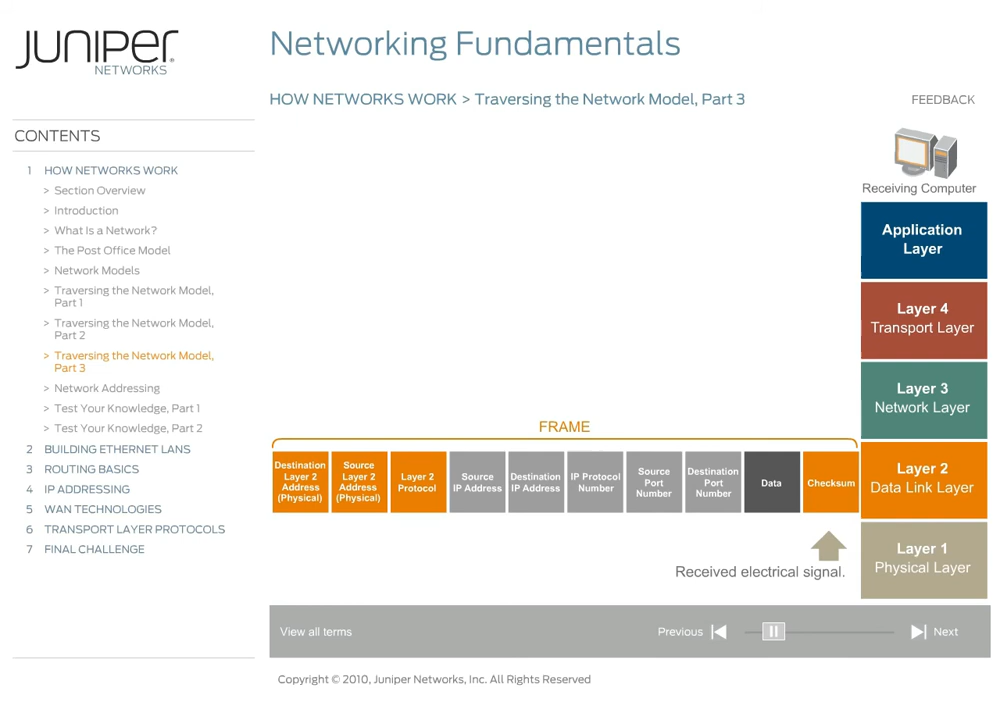 JUNIPER
NETWORKS
Networking Fundamentals
HOW NETWORKS WORK > Traversing the Network Model, Part 3
FEEDBACK
CONTENTS
1 HOW NETWORKS WORK
> Section Overview
> Introduction
> What Is a Network?
> The Post Office Model
> Network Models
> Traversing the Network Model,
Part 1
> Traversing the Network Model,
Part 2
> Traversing the Network Model,
Part 3
> Network Addressing
> Test Your Knowledge, Part 1
> Test Your Knowledge, Part 2
2 BUILDING ETHERNET LANS
3 ROUTING BASICS
4 IP ADDRESSING
5 WAN TECHNOLOGIES
6 TRANSPORT LAYER PROTOCOLS
7 FINAL CHALLENGE
Receiving Computer
Application
Layer
Layer 4
Transport Layer
Layer 3
Network Layer
Layer 2
Data Link Layer
Layer 1
Physical Layer
FRAME
Destination
Layer 2
Address
(Physical)
Source
Layer 2
Address
(Physical)
Layer 2
Protocol
Source
IP Address
Destination
IP Address
IP Protocol
Number
Source
Port
Number
Destination
Port
Number
Data
Checksum
Received electrical signal.
View all terms
Previous
Next
Copyright © 2010, Juniper Networks, Inc. All Rights Reserved